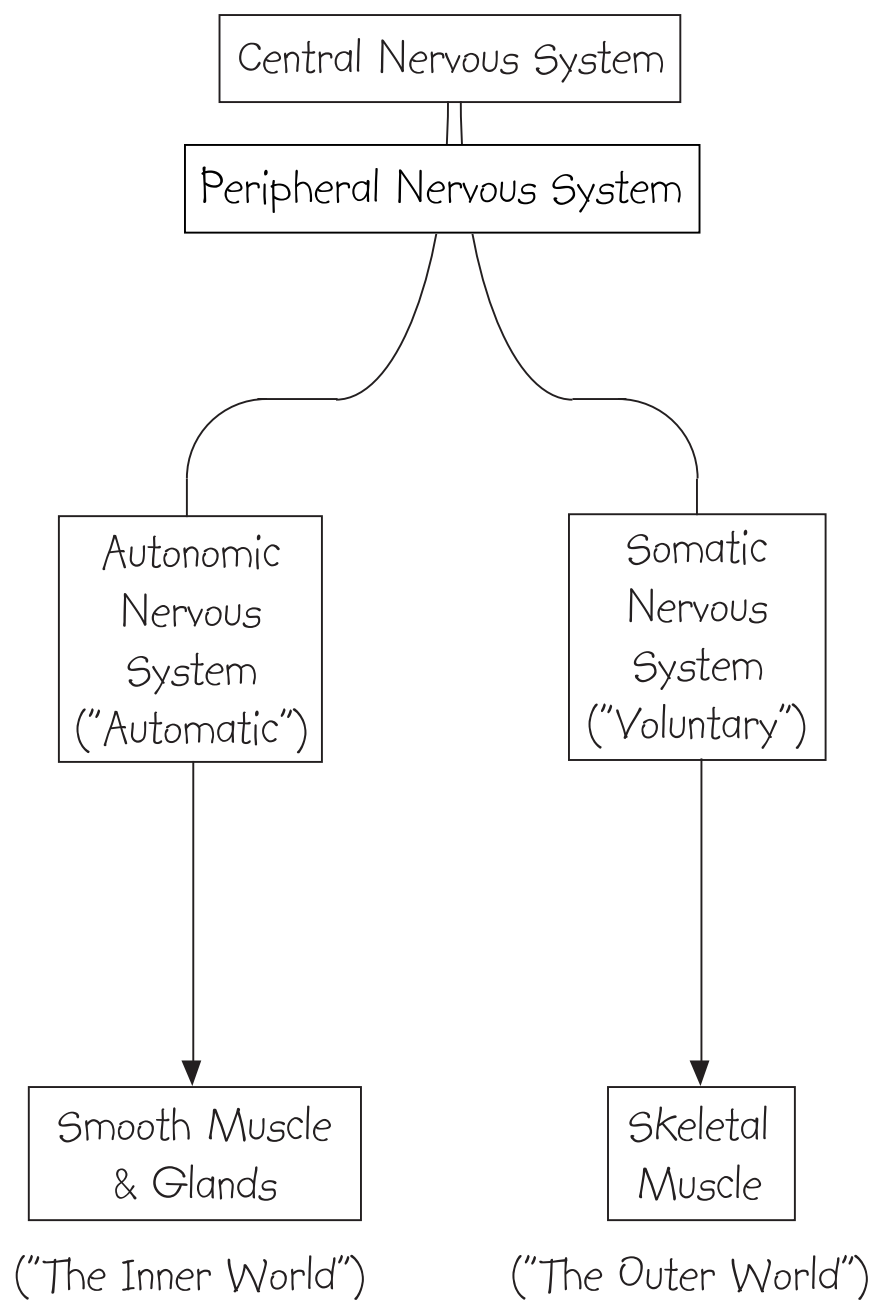 Central Nervous System
Peripheral Nervous System
Autonomic
Nervous
System
("Automatic")
Somatic
Nervous
System
("Voluntary")
Smooth Muscle
& Glands
Skeletal
Muscle
("The Inner World")
("The Outer World")